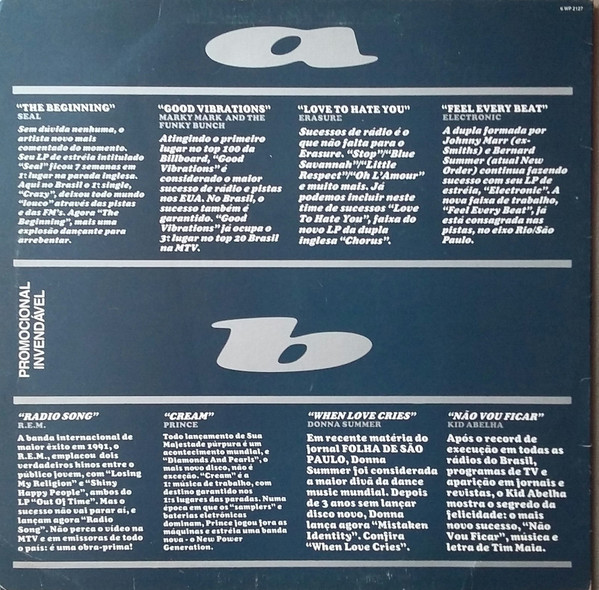 6 WP 2127
a
"THE BEGINNING"
SEAL
Sem dúvida nenhuma, o
artista novo mais
comentado do momento.
Seu LP de estréia intitulado
"Seal" ficou 7 semanas em
1º lugar na parada inglesa.
Aqui no Brasil o 1º single,
"Crazy", deixou todo mundo
"louco" através das pistas
e das FM's. Agora "The
Beginning", mais uma
explosão dançante para
arrebentar.
"GOOD VIBRATIONS"
MARKY MARK AND THE
FUNKY BUNCH
Atingindo o primeiro
lugar no top 100 da
Billboard, "Good
Vibrations" é
considerado o maior
sucesso de rádio e pistas
nos EUA. No Brasil, o
sucesso também é
garantido. "Good
Vibrations" já ocupa o
3º lugar no top 20 Brasil
na MTV.
"LOVE TO HATE YOU"
ERASURE
Sucessos de rádio é o
que não falta para o
Erasure. "Stop"/"Blue
Savannah"/"Little
Respect"/"Oh L'Amour"
e muito mais. Já
podemos incluir neste
time de sucessos "Love
To Hate You", faixa do
novo LP da dupla
inglesa "Chorus".
"FEEL EVERY BEAT"
ELECTRONIC
A dupla formada por
Johnny Marr (ex-
Smiths) e Bernard
Summer (atual New
Order) continua fazendo
sucesso com seu LP de
estréia, "Electronic". A
nova faixa de trabalho,
"Feel Every Beat", já
está consagrada nas
pistas, no eixo Rio/São
Paulo.
PROMOCIONAL
INVENDÁVEL
b
"RADIO SONG"
R.E.M.
A banda internacional de
maior êxito em 1991, o
R.E.M., emplacou dois
verdadeiros hinos entre o
público jovem, com "Losing
My Religion" e "Shiny
Happy People", ambos do
LP "Out Of Time". Mas o
sucesso não vai parar aí, e
lançam agora "Radio
Song". Não perca o vídeo na
MTV e em emissoras de todo
o país: é uma obra-prima!
"CREAM"
PRINCE
Todo lançamento de Sua
Majestade púrpura é um
acontecimento mundial, e
"Diamonds And Pearls", o
mais novo disco, não é
exceção. "Cream" é a
1ª música de trabalho, com
destino garantido nos
1ºs lugares das paradas. Numa
época em que os "samplers" e
baterias eletrônicas
dominam, Prince jogou fora as
máquinas e estréia uma banda
nova - o New Power
Generation.
"WHEN LOVE CRIES"
DONNA SUMMER
Em recente matéria do
jornal FOLHA DE SÃO
PAULO, Donna
Summer foi considerada
a maior divã da dance
music mundial. Depois
de 3 anos sem lançar
disco novo, Donna
lança agora "Mistaken
Identity". Confira
"When Love Cries".
"NÃO VOU FICAR"
KID ABELHA
Após o record de
execução em todas as
rádios do Brasil,
programas de TV e
aparição em jornais e
revistas, o Kid Abelha
mostra o segredo da
felicidade: o mais
novo sucesso, "Não
Vou Ficar", música e
letra de Tim Maia.